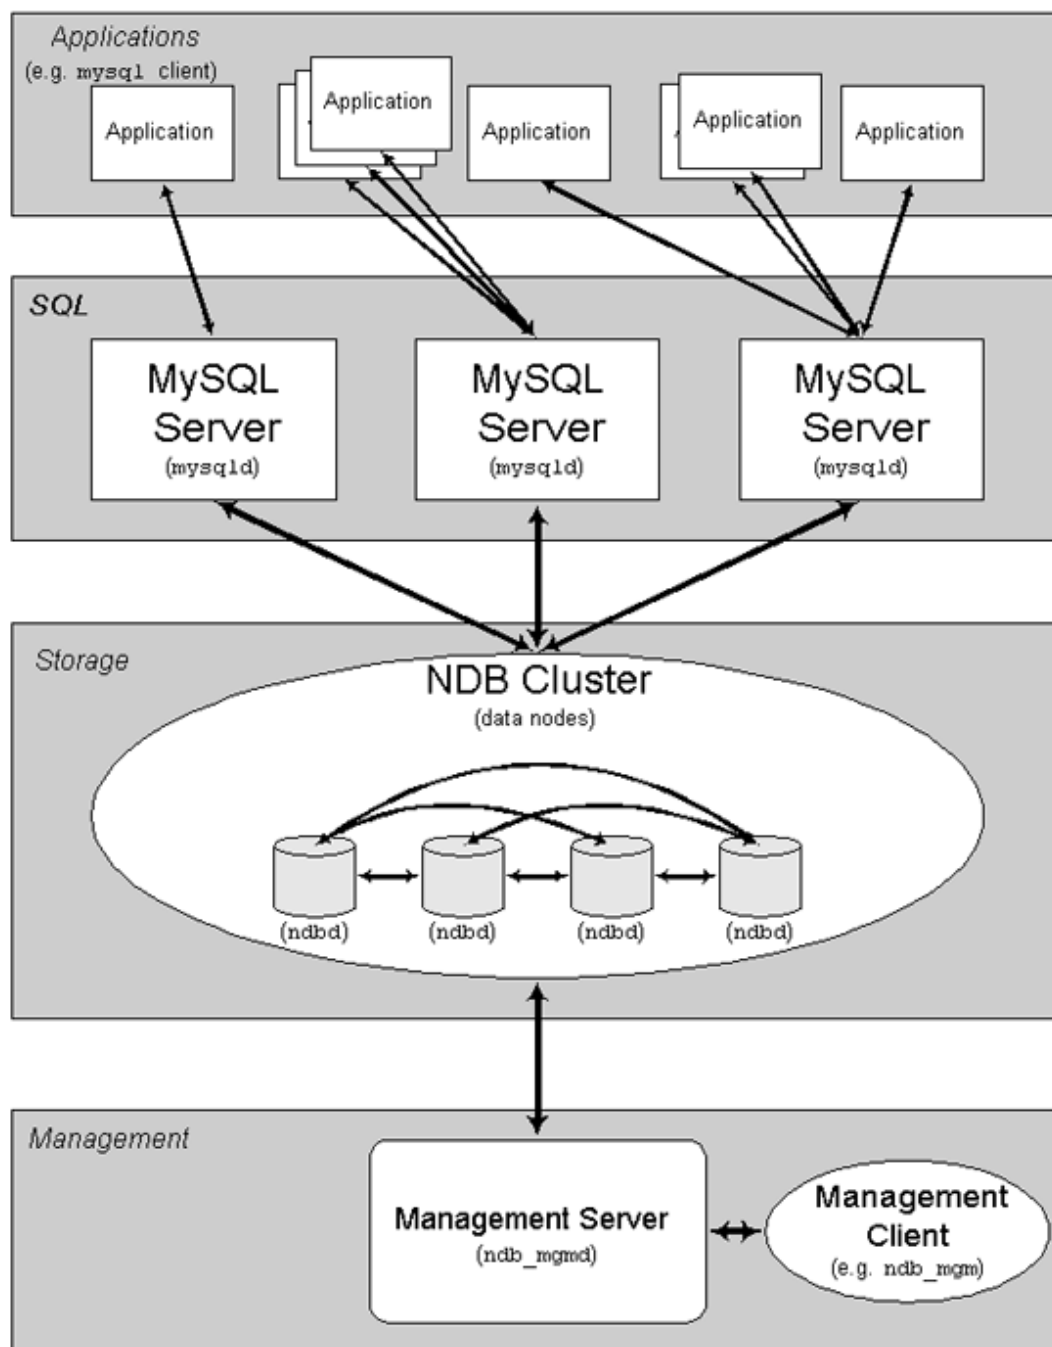 Applications
(e.g. mysql client)
Application
Application
Application
Application
Application
SQL
MySQL
Server
(mysqld)
MySQL
Server
(mysqld)
MySQL
Server
(mysqld)
Storage
NDB Cluster
(data nodes)
(ndbd)
(ndbd)
(ndbd)
(ndbd)
Management
Management Server
(ndb_mgmd)
Management
Client
(e.g. ndb_mgm)